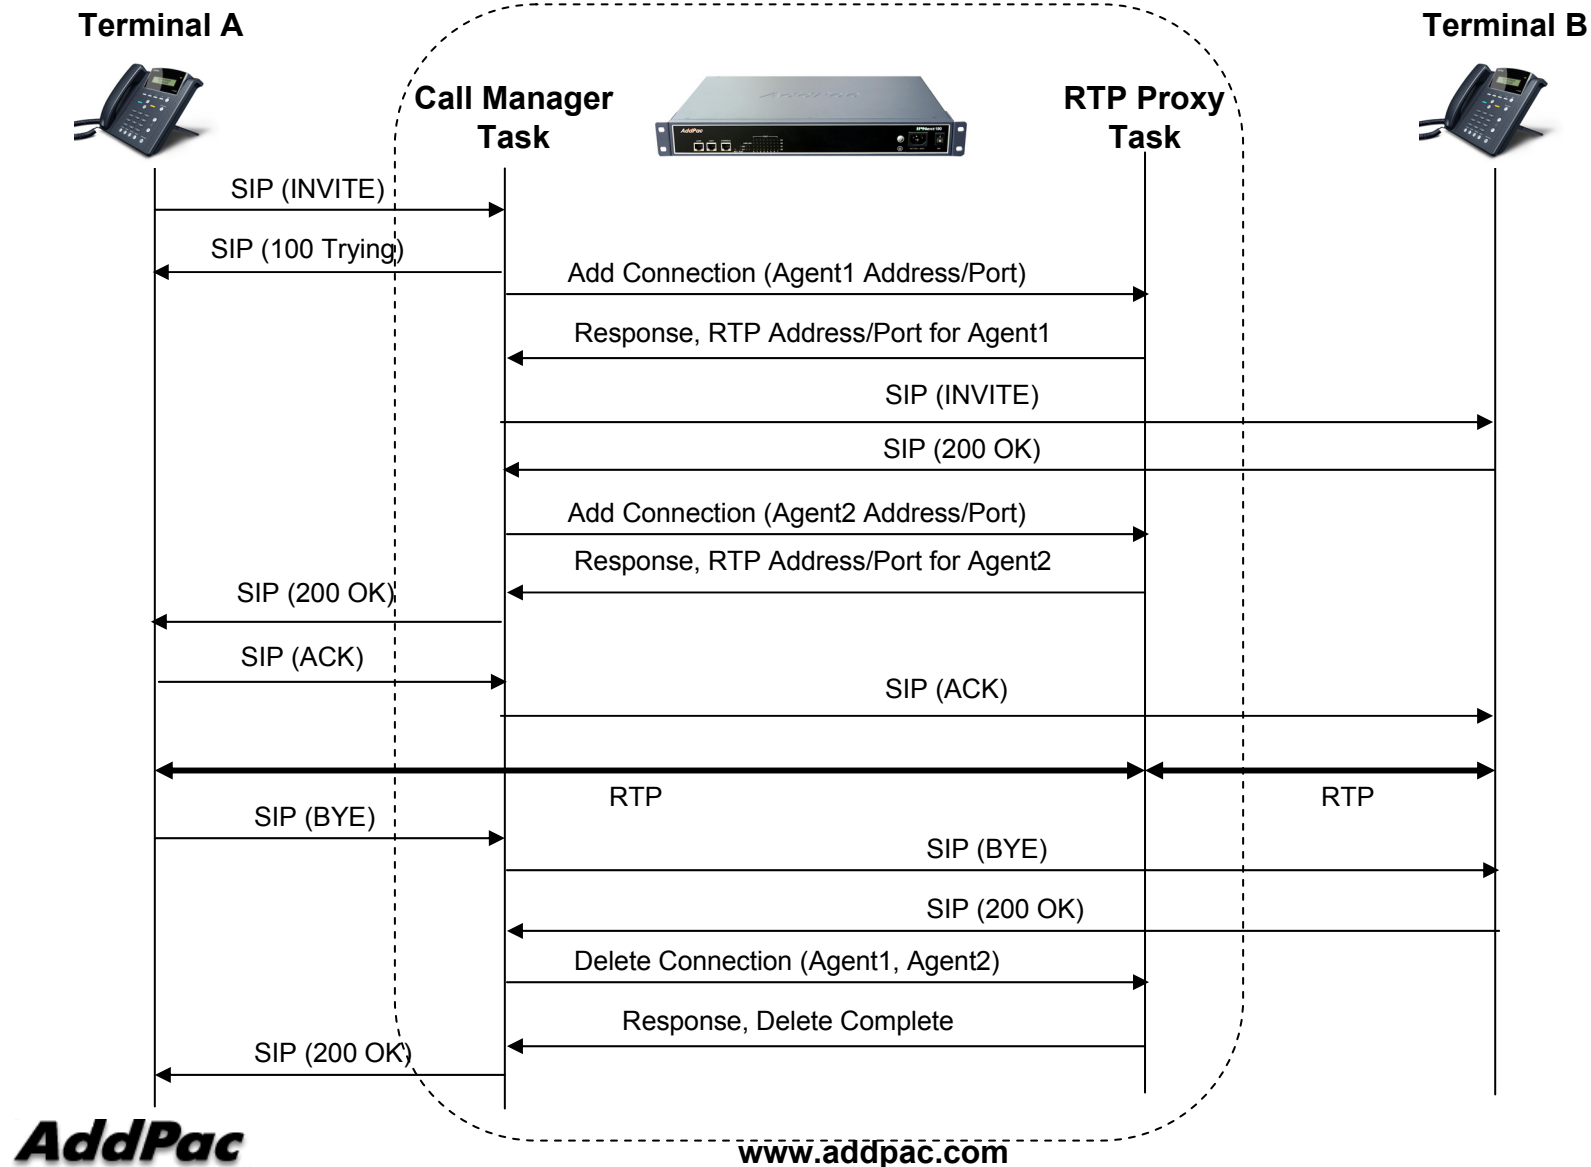 Terminal A
Terminal B
Call Manager
Task
RTP Proxy
Task
AddPac
AddPac
IPNext180
SIP (INVITE)
SIP (100 Trying)
Add Connection (Agent1 Address/Port)
Response, RTP Address/Port for Agent1
SIP (INVITE)
SIP (200 OK)
Add Connection (Agent2 Address/Port)
Response, RTP Address/Port for Agent2
SIP (200 OK)
SIP (ACK)
SIP (ACK)
RTP
RTP
SIP (BYE)
SIP (BYE)
SIP (200 OK)
Delete Connection (Agent1, Agent2)
Response, Delete Complete
SIP (200 OK)
AddPac
www.addpac.com